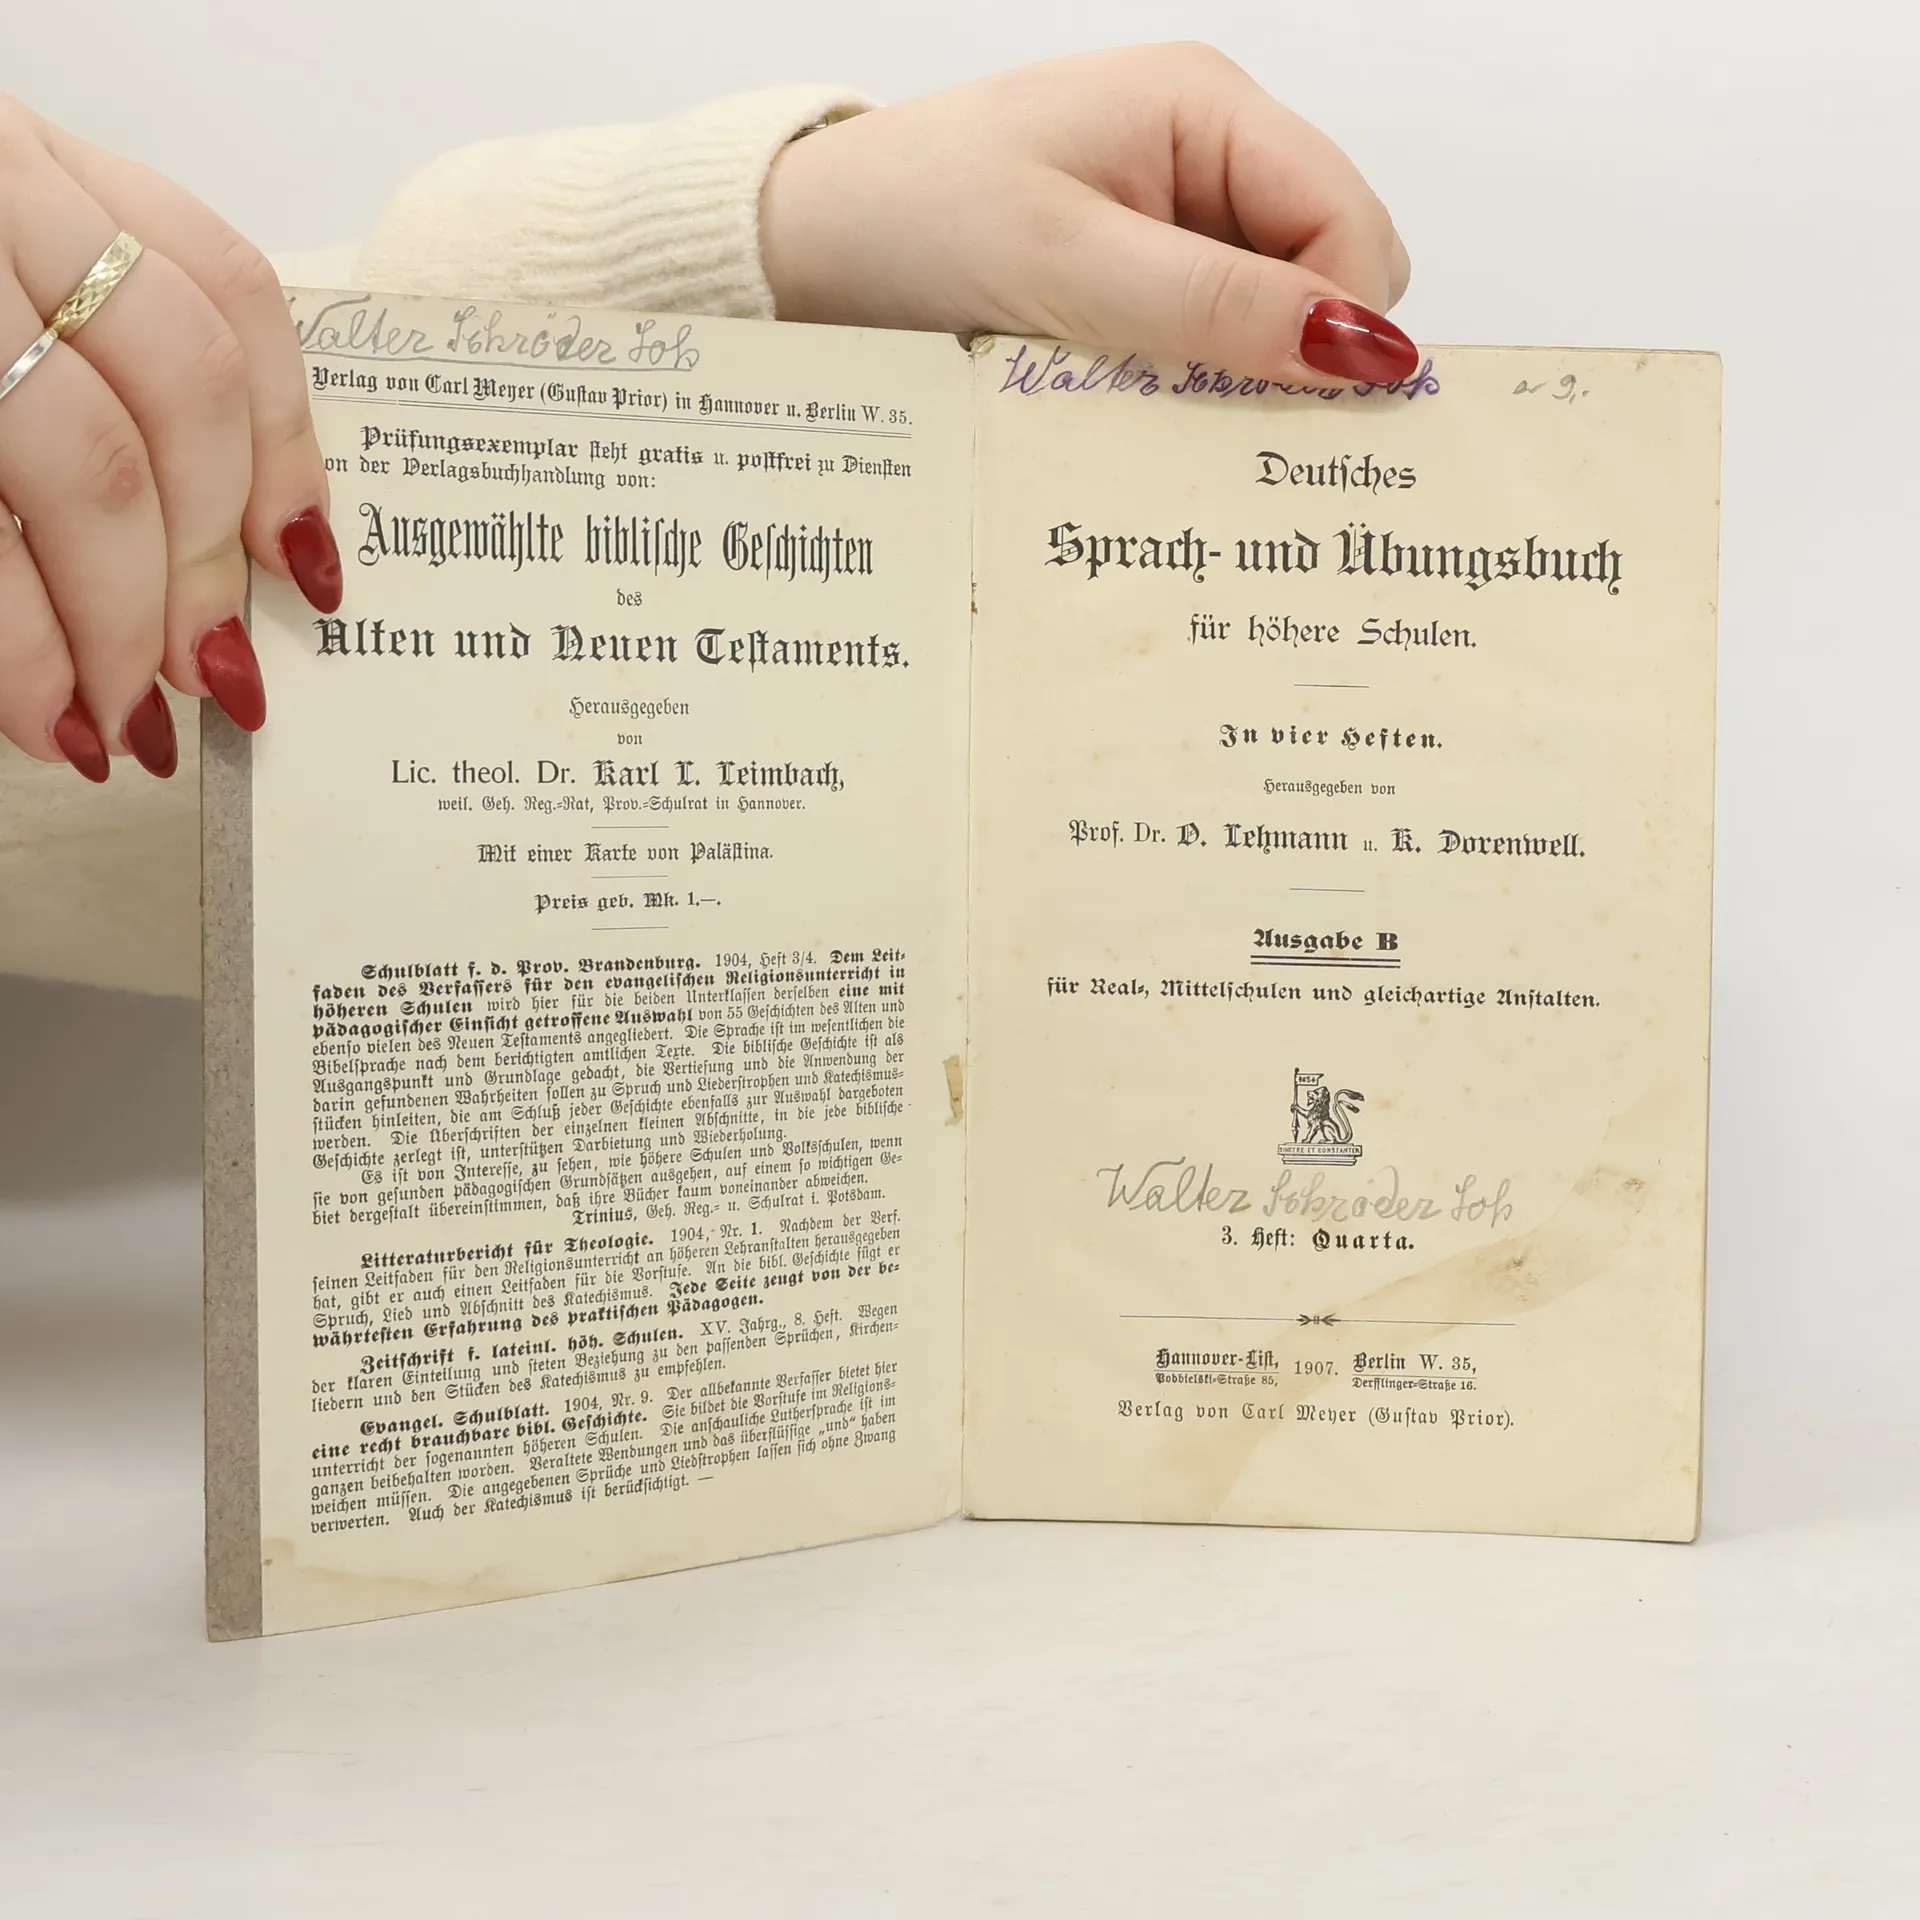 Walter Schröder
Verlag von Carl Meyer (Gustav Prior) in Hannover u. Berlin W. 35.
Prüfungsexemplar steht gratis u. postfrei zu Diensten
von der Verlagsbuchhandlung von:
Ausgewählte biblische Geschichten
des
Alten und Neuen Testaments.
Herausgegeben
von
Lic. theol. Dr. Karl L. Leimbach,
weil. Geh. Reg.=Rat, Prov.=Schulrat in Hannover.
Mit einer Karte von Palästina.
Preis geb. Mk. 1.—.
Schulblatt f. d. Prov. Brandenburg. 1904, Heft 3/4. Dem Leit=
faden des Verfassers für den evangelischen Religionsunterricht in
höheren Schulen wird hier für die beiden Unterklassen derselben eine mit
pädagogischer Einsicht getroffene Auswahl von 55 Geschichten des Alten und
ebenso vielen des Neuen Testaments angegliedert. Die Sprache ist im wesentlichen die
Bibelsprache nach dem berichtigten amtlichen Texte. Die biblische Geschichte ist als
Ausgangspunkt und Grundlage gedacht, die Vertiefung und die Anwendung der
darin gefundenen Wahrheiten sollen zu Spruch und Liederstrophen und Katechismus=
stücken hinleiten, die am Schluß jeder Geschichte ebenfalls zur Auswahl dargeboten
werden. Die Überschriften der einzelnen kleinen Abschnitte, in die jede biblische
Geschichte zerlegt ist, unterstützen Darbietung und Wiederholung.
Es ist von Interesse, zu sehen, wie höhere Schulen und Volksschulen, wenn
sie von gesunden pädagogischen Grundsätzen ausgehen, auf einem so wichtigen Ge=
biet dergestalt übereinstimmen, daß ihre Bücher kaum voneinander abweichen.
Trinius, Geh. Reg.= u. Schulrat i. Potsdam.
Litteraturbericht für Theologie. 1904, Nr. 1. Nachdem der Verf.
seinen Leitfaden für den Religionsunterricht an höheren Lehranstalten herausgegeben
hat, gibt er auch einen Leitfaden für die Vorstufe. An die bibl. Geschichte fügt er
Spruch, Lied und Abschnitt des Katechismus. Jede Seite zeugt von der be=
währtesten Erfahrung des praktischen Pädagogen.
Zeitschrift f. lateinl. höh. Schulen. XV. Jahrg., 8. Heft. Wegen
der klaren Einteilung und steten Beziehung zu den passenden Sprüchen, Kirchen=
liedern und den Stücken des Katechismus zu empfehlen.
Evangel. Schulblatt. 1904, Nr. 9. Der allbekannte Verfasser bietet hier
eine recht brauchbare bibl. Geschichte. Sie bildet die Vorstufe im Religions=
unterricht der sogenannten höheren Schulen. Die anschauliche Luthersprache ist im
ganzen beibehalten worden. Veraltete Wendungen und das überflüssige „und“ haben
weichen müssen. Die angegebenen Sprüche und Liedstrophen lassen sich ohne Zwang
verwerten. Auch der Katechismus ist berücksichtigt. —
Walter Schröder
Deutsches
Sprach- und Übungsbuch
für höhere Schulen.
In vier Heften.
Herausgegeben von
Prof. Dr. O. Lehmann u. K. Dorenwell.
Ausgabe B
für Real=, Mittelschulen und gleichartige Anstalten.
1854
SINCERE ET CONSTANTER
Walter Schröder
3. Heft: Quarta.
Hannover-List, 1907. Berlin W. 35,
Podbielski=Straße 85, Derfflinger=Straße 16.
Verlag von Carl Meyer (Gustav Prior).